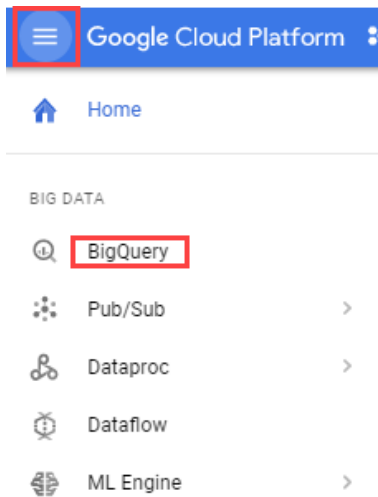 Google Cloud Platform
Home
BIG DATA
BigQuery
Pub/Sub
Dataproc
Dataflow
ML Engine